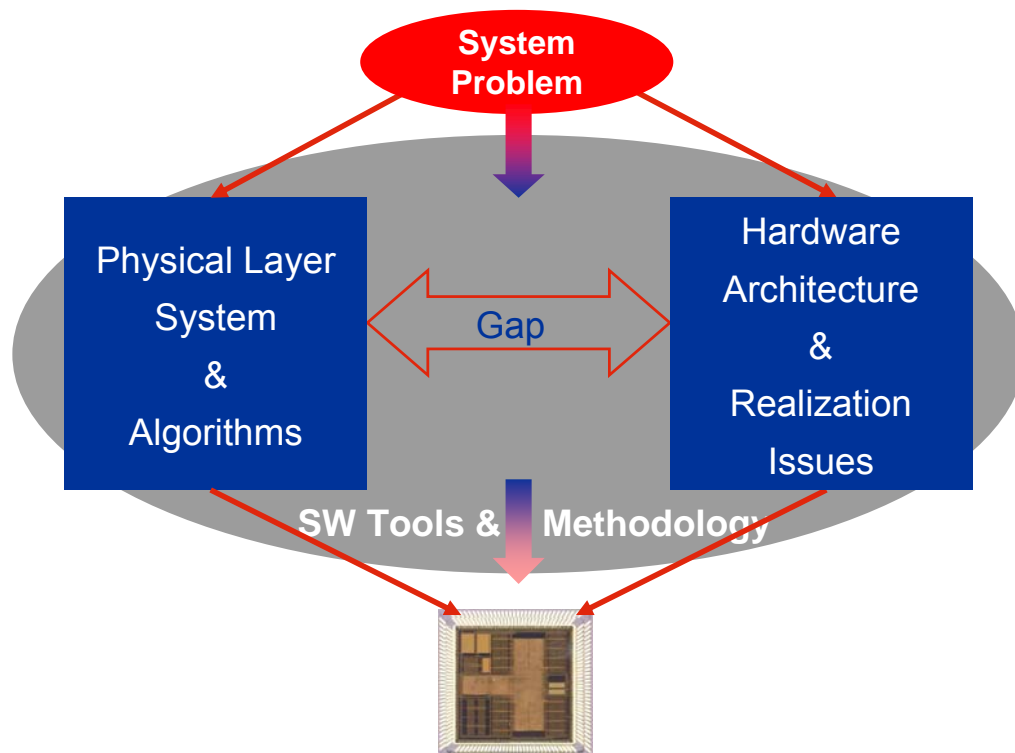 System
Problem
Physical Layer
System
&
Algorithms
Gap
Hardware
Architecture
&
Realization
Issues
SW Tools & Methodology